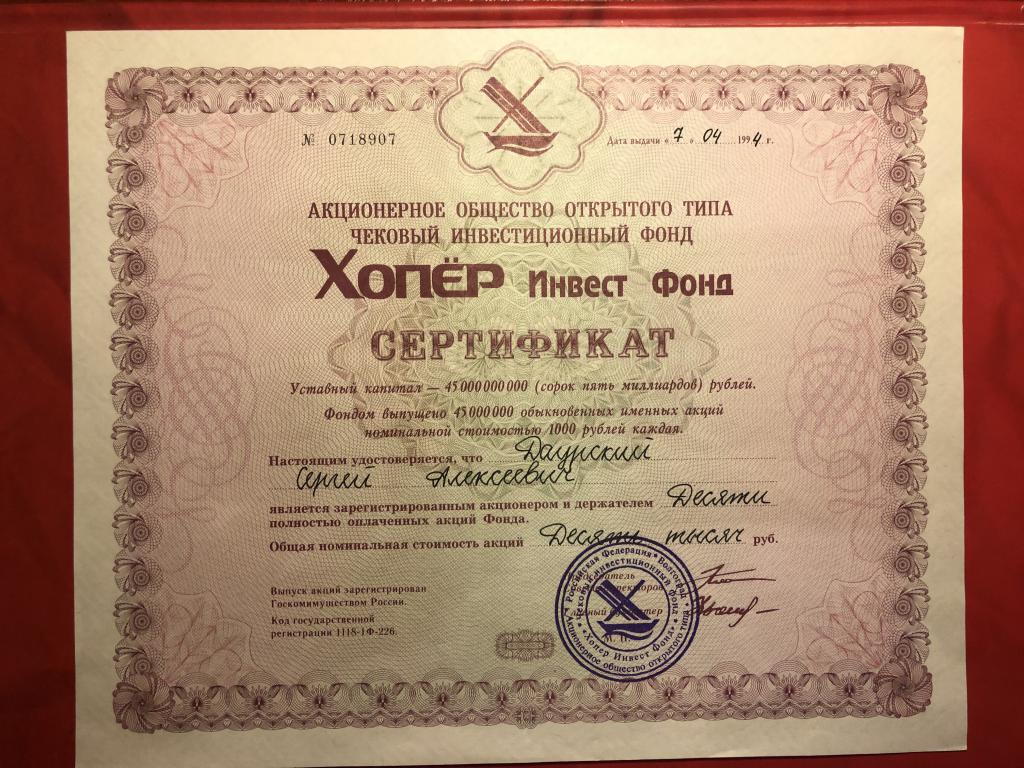 № 0718907
Дата выдачи «7» 04 1994 г.
АКЦИОНЕРНОЕ ОБЩЕСТВО ОТКРЫТОГО ТИПА
ЧЕКОВЫЙ ИНВЕСТИЦИОННЫЙ ФОНД
ХОПЁР Инвест Фонд
СЕРТИФИКАТ
Уставный капитал — 45 000 000 000 (сорок пять миллиардов) рублей.
Фондом выпущено 45 000 000 обыкновенных именных акций
номинальной стоимостью 1000 рублей каждая.
Настоящим удостоверяется, что Даурский
Сергей Алексеевич
является зарегистрированным акционером и держателем Десяти
полностью оплаченных акций Фонда.
Общая номинальная стоимость акций Десять тысяч руб.
Выпуск акций зарегистрирован
Госкомимуществом России.
Код государственной
регистрации 1118-1Ф-226.
М. П.
Российская Федерация • Волгоград •
Акционерное общество открытого типа
чековый инвестиционный фонд
«Хопер Инвест Фонд»